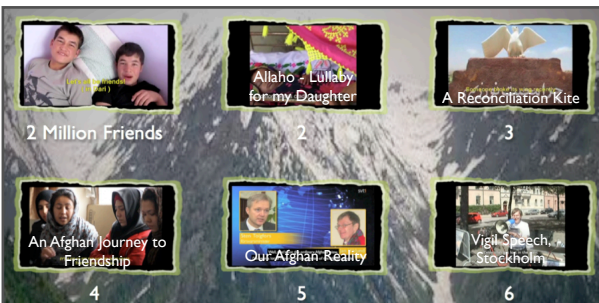 2 Million Friends
Allaho - Lullaby
for my Daughter
2
A Reconciliation Kite
3
An Afghan Journey to
Friendship
4
Our Afghan Reality
5
Vigil Speech, -
Stockholm
6